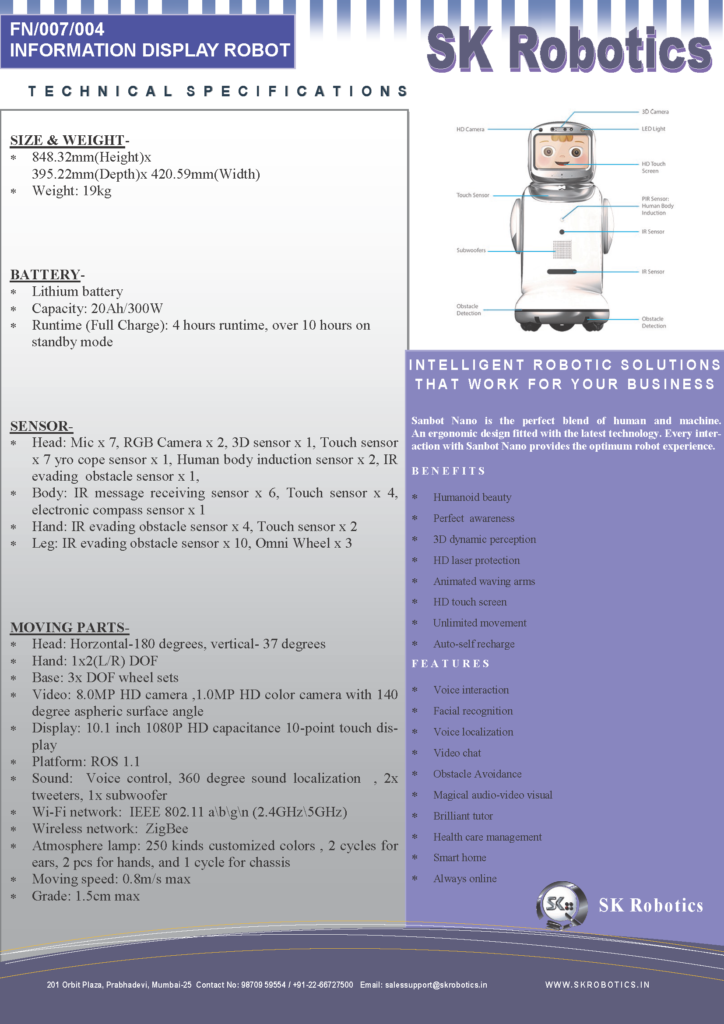 FN/007/004
INFORMATION DISPLAY ROBOT
SK Robotics
TECHNICAL SPECIFICATIONS
SIZE & WEIGHT-
* 848.32mm(Height)x
395.22mm(Depth)x 420.59mm(Width)
* Weight: 19kg
BATTERY-
* Lithium battery
* Capacity: 20Ah/300W
* Runtime (Full Charge): 4 hours runtime, over 10 hours on
standby mode
SENSOR-
* Head: Mic x 7, RGB Camera x 2, 3D sensor x 1, Touch sensor
x 7 yro cope sensor x 1, Human body induction sensor x 2, IR
evading obstacle sensor x 1,
* Body: IR message receiving sensor x 6, Touch sensor x 4,
electronic compass sensor x 1
* Hand: IR evading obstacle sensor x 4, Touch sensor x 2
* Leg: IR evading obstacle sensor x 10, Omni Wheel x 3
MOVING PARTS-
* Head: Horzontal-180 degrees, vertical- 37 degrees
* Hand: 1x2(L/R) DOF
* Base: 3x DOF wheel sets
* Video: 8.0MP HD camera ,1.0MP HD color camera with 140
degree aspheric surface angle
* Display: 10.1 inch 1080P HD capacitance 10-point touch dis-
play
* Platform: ROS 1.1
* Sound: Voice control, 360 degree sound localization , 2x
tweeters, 1x subwoofer
* Wi-Fi network: IEEE 802.11 a\b\g\n (2.4GHz\5GHz)
* Wireless network: ZigBee
* Atmosphere lamp: 250 kinds customized colors , 2 cycles for
ears, 2 pcs for hands, and 1 cycle for chassis
* Moving speed: 0.8m/s max
* Grade: 1.5cm max
3D Camera
HD Camera
LED Light
HD Touch
Screen
Touch Sensor
PIR Sensor:
Human Body
Induction
IR Sensor
Subwoofers
IR Sensor
Obstacle
Detection
Obstacle
Detection
INTELLIGENT ROBOTIC SOLUTIONS
THAT WORK FOR YOUR BUSINESS
Sanbot Nano is the perfect blend of human and machine.
An ergonomic design fitted with the latest technology. Every inter-
action with Sanbot Nano provides the optimum robot experience.
BENEFITS
* Humanoid beauty
* Perfect awareness
* 3D dynamic perception
* HD laser protection
* Animated waving arms
* HD touch screen
* Unlimited movement
* Auto-self recharge
FEATURES
* Voice interaction
* Facial recognition
* Voice localization
* Video chat
* Obstacle Avoidance
* Magical audio-video visual
* Brilliant tutor
* Health care management
* Smart home
* Always online
SK
SK Robotics
201 Orbit Plaza, Prabhadevi, Mumbai-25 Contact No: 98709 59554 / +91-22-66727500 Email: salessupport@skrobotics.in
WWW.SKROBOTICS.IN